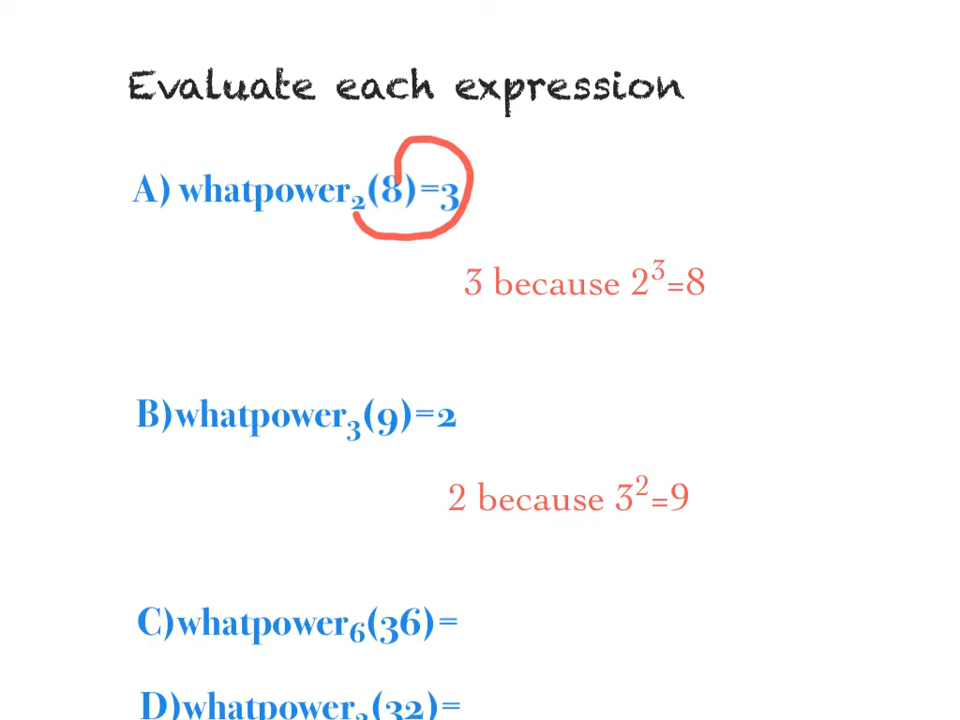 Evaluate each expression
A) whatpower₂(8)=3
3 because 2³=8
B)whatpower₃(9)=2
2 because 3²=9
C)whatpower₆(36)=
D)whatpower₂(32)=